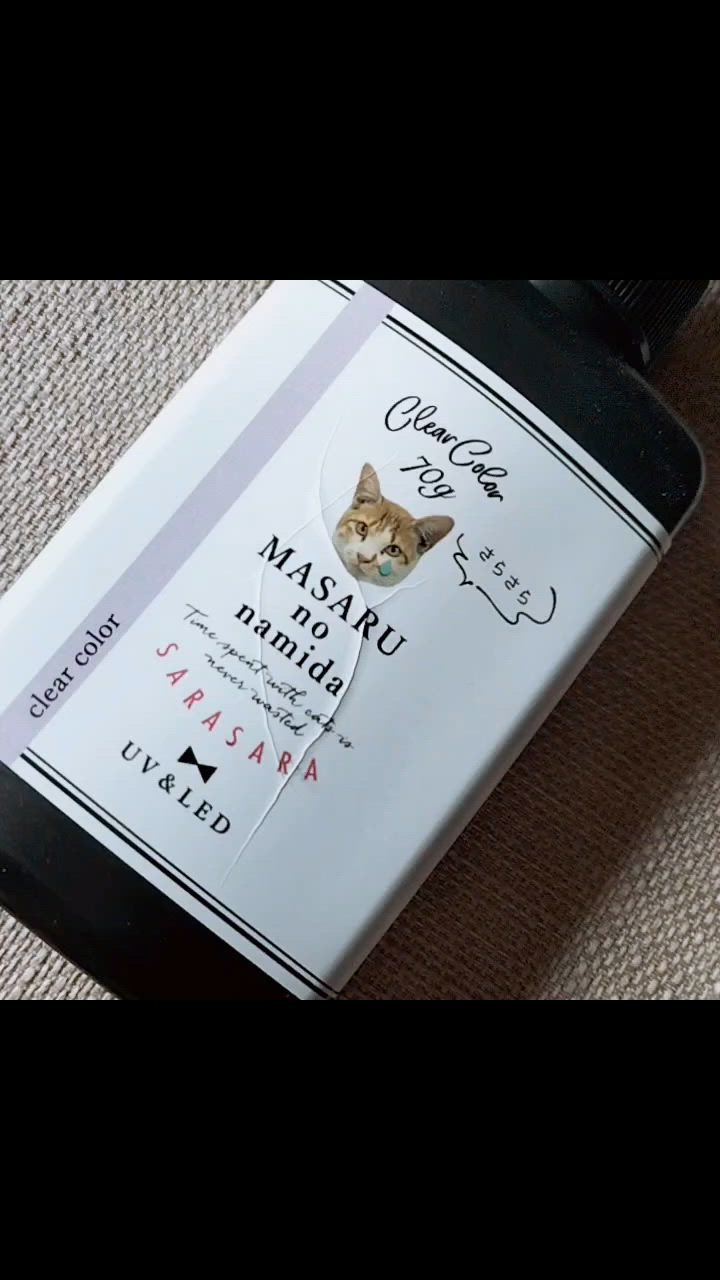 Clear Color
70g
さらさら
MASARU
no
namida
Time spent with cats is
never wasted
SARASARA
UV & LED
clear color